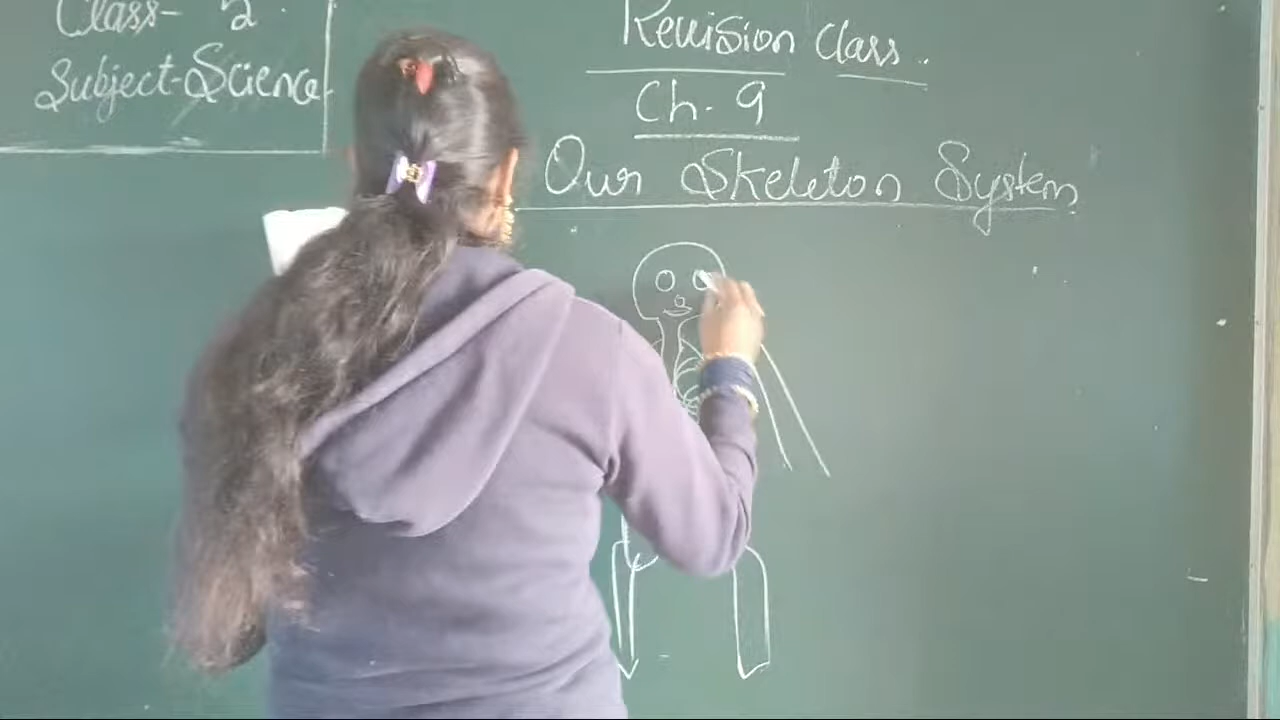 Class- 2
Subject-Science
Revision Class..
Ch- 9
Our Skeleton System